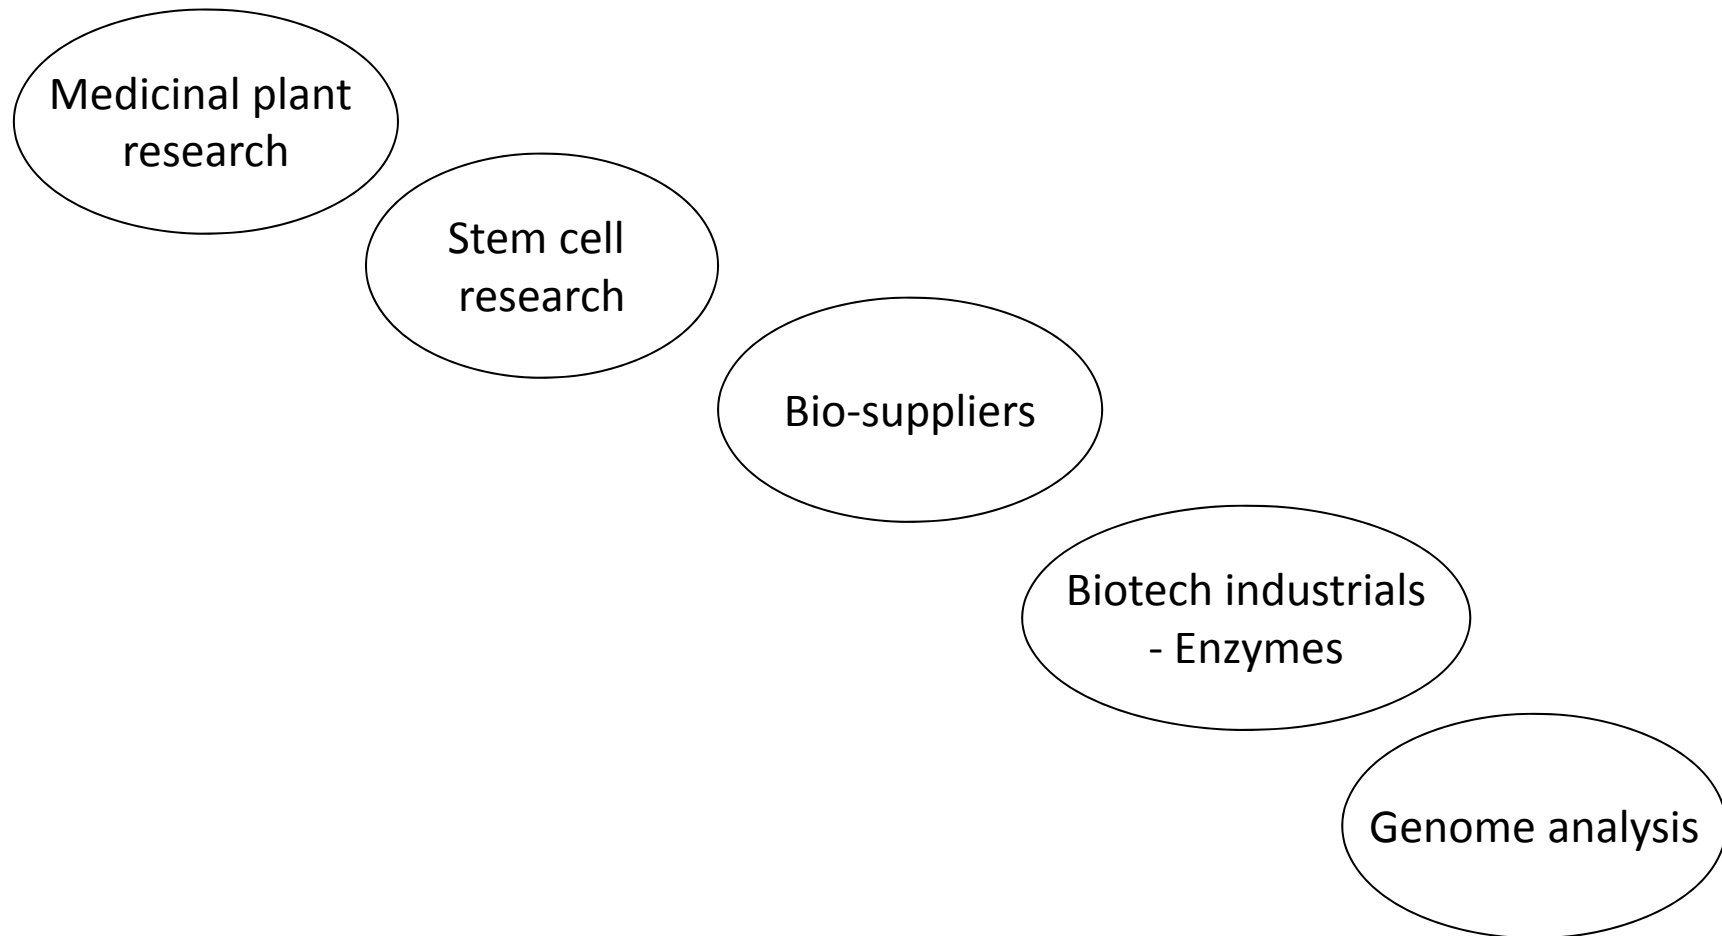 Medicinal plant
research
Stem cell
research
Bio-suppliers
Biotech industrials
- Enzymes
Genome analysis